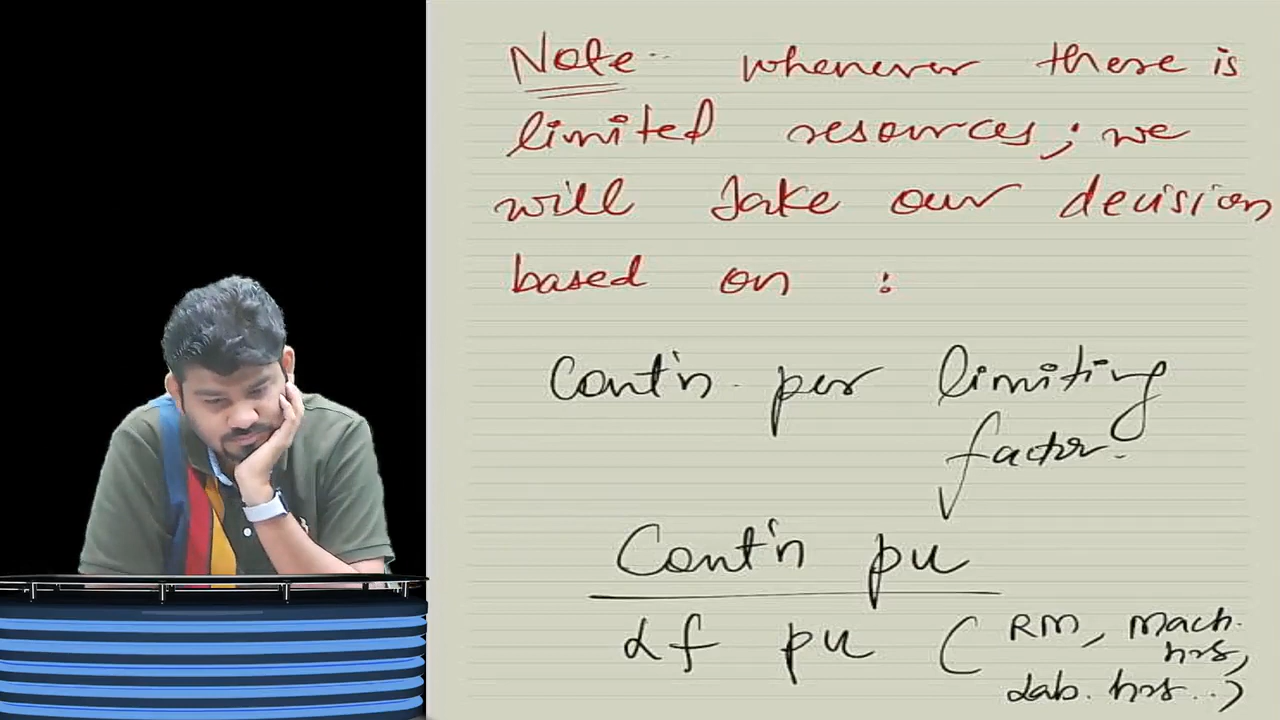 Note:- whenever there is
limited resources; we
will take our decision
based on :
Cont'n. per limiting
factor.
Cont'n pu
Lf pu (RM, Mach.
hrs,
Lab. hrs..)